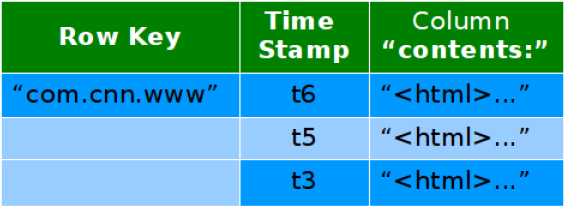 Row Key Time Stamp Column “contents:”
“com.cnn.www” t6 “<html>...”
t5 “<html>...”
t3 “<html>...”